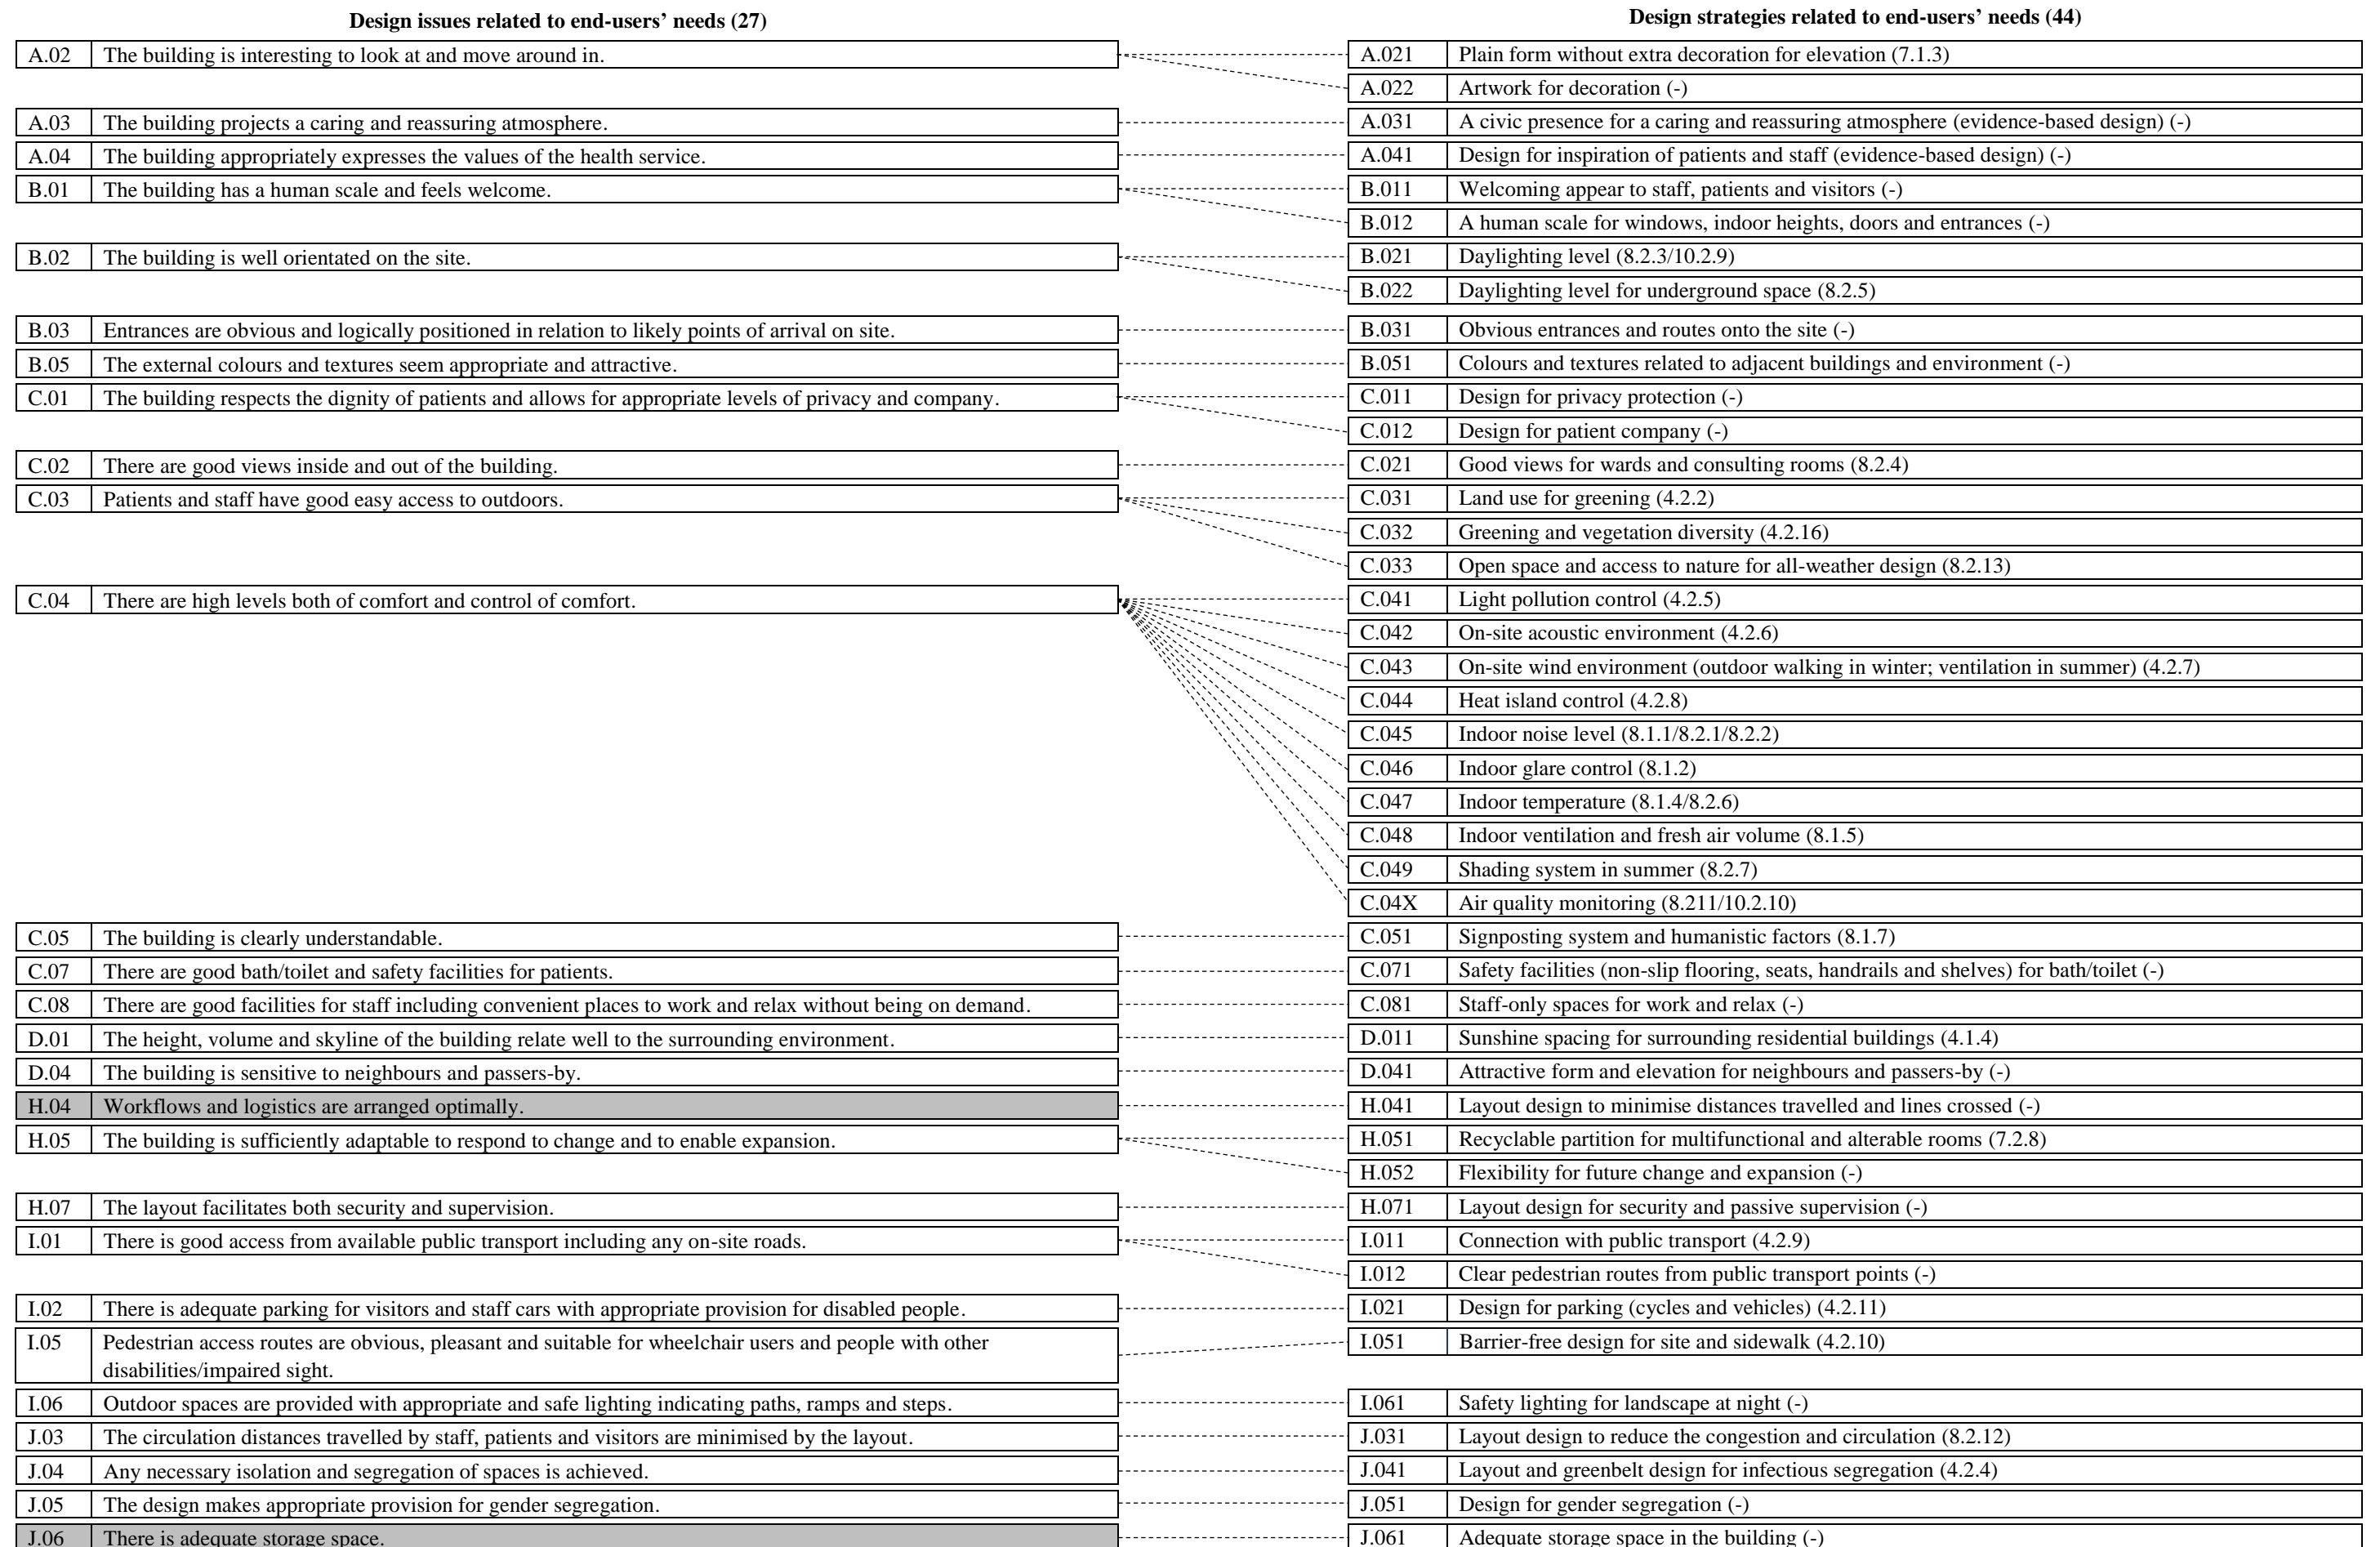 Design issues related to end-users’ needs (27)
Design strategies related to end-users’ needs (44)
A.02 The building is interesting to look at and move around in.
A.021 Plain form without extra decoration for elevation (7.1.3)
A.022 Artwork for decoration (-)
A.03 The building projects a caring and reassuring atmosphere.
A.031 A civic presence for a caring and reassuring atmosphere (evidence-based design) (-)
A.04 The building appropriately expresses the values of the health service.
A.041 Design for inspiration of patients and staff (evidence-based design) (-)
B.01 The building has a human scale and feels welcome.
B.011 Welcoming appear to staff, patients and visitors (-)
B.012 A human scale for windows, indoor heights, doors and entrances (-)
B.02 The building is well orientated on the site.
B.021 Daylighting level (8.2.3/10.2.9)
B.022 Daylighting level for underground space (8.2.5)
B.03 Entrances are obvious and logically positioned in relation to likely points of arrival on site.
B.031 Obvious entrances and routes onto the site (-)
B.05 The external colours and textures seem appropriate and attractive.
B.051 Colours and textures related to adjacent buildings and environment (-)
C.01 The building respects the dignity of patients and allows for appropriate levels of privacy and company.
C.011 Design for privacy protection (-)
C.012 Design for patient company (-)
C.02 There are good views inside and out of the building.
C.021 Good views for wards and consulting rooms (8.2.4)
C.03 Patients and staff have good easy access to outdoors.
C.031 Land use for greening (4.2.2)
C.032 Greening and vegetation diversity (4.2.16)
C.033 Open space and access to nature for all-weather design (8.2.13)
C.04 There are high levels both of comfort and control of comfort.
C.041 Light pollution control (4.2.5)
C.042 On-site acoustic environment (4.2.6)
C.043 On-site wind environment (outdoor walking in winter; ventilation in summer) (4.2.7)
C.044 Heat island control (4.2.8)
C.045 Indoor noise level (8.1.1/8.2.1/8.2.2)
C.046 Indoor glare control (8.1.2)
C.047 Indoor temperature (8.1.4/8.2.6)
C.048 Indoor ventilation and fresh air volume (8.1.5)
C.049 Shading system in summer (8.2.7)
C.04X Air quality monitoring (8.211/10.2.10)
C.05 The building is clearly understandable.
C.051 Signposting system and humanistic factors (8.1.7)
C.07 There are good bath/toilet and safety facilities for patients.
C.071 Safety facilities (non-slip flooring, seats, handrails and shelves) for bath/toilet (-)
C.08 There are good facilities for staff including convenient places to work and relax without being on demand.
C.081 Staff-only spaces for work and relax (-)
D.01 The height, volume and skyline of the building relate well to the surrounding environment.
D.011 Sunshine spacing for surrounding residential buildings (4.1.4)
D.04 The building is sensitive to neighbours and passers-by.
D.041 Attractive form and elevation for neighbours and passers-by (-)
H.04 Workflows and logistics are arranged optimally.
H.041 Layout design to minimise distances travelled and lines crossed (-)
H.05 The building is sufficiently adaptable to respond to change and to enable expansion.
H.051 Recyclable partition for multifunctional and alterable rooms (7.2.8)
H.052 Flexibility for future change and expansion (-)
H.07 The layout facilitates both security and supervision.
H.071 Layout design for security and passive supervision (-)
I.01 There is good access from available public transport including any on-site roads.
I.011 Connection with public transport (4.2.9)
I.012 Clear pedestrian routes from public transport points (-)
I.02 There is adequate parking for visitors and staff cars with appropriate provision for disabled people.
I.021 Design for parking (cycles and vehicles) (4.2.11)
I.05 Pedestrian access routes are obvious, pleasant and suitable for wheelchair users and people with other
disabilities/impaired sight.
I.051 Barrier-free design for site and sidewalk (4.2.10)
I.06 Outdoor spaces are provided with appropriate and safe lighting indicating paths, ramps and steps.
I.061 Safety lighting for landscape at night (-)
J.03 The circulation distances travelled by staff, patients and visitors are minimised by the layout.
J.031 Layout design to reduce the congestion and circulation (8.2.12)
J.04 Any necessary isolation and segregation of spaces is achieved.
J.041 Layout and greenbelt design for infectious segregation (4.2.4)
J.05 The design makes appropriate provision for gender segregation.
J.051 Design for gender segregation (-)
J.06 There is adequate storage space.
J.061 Adequate storage space in the building (-)